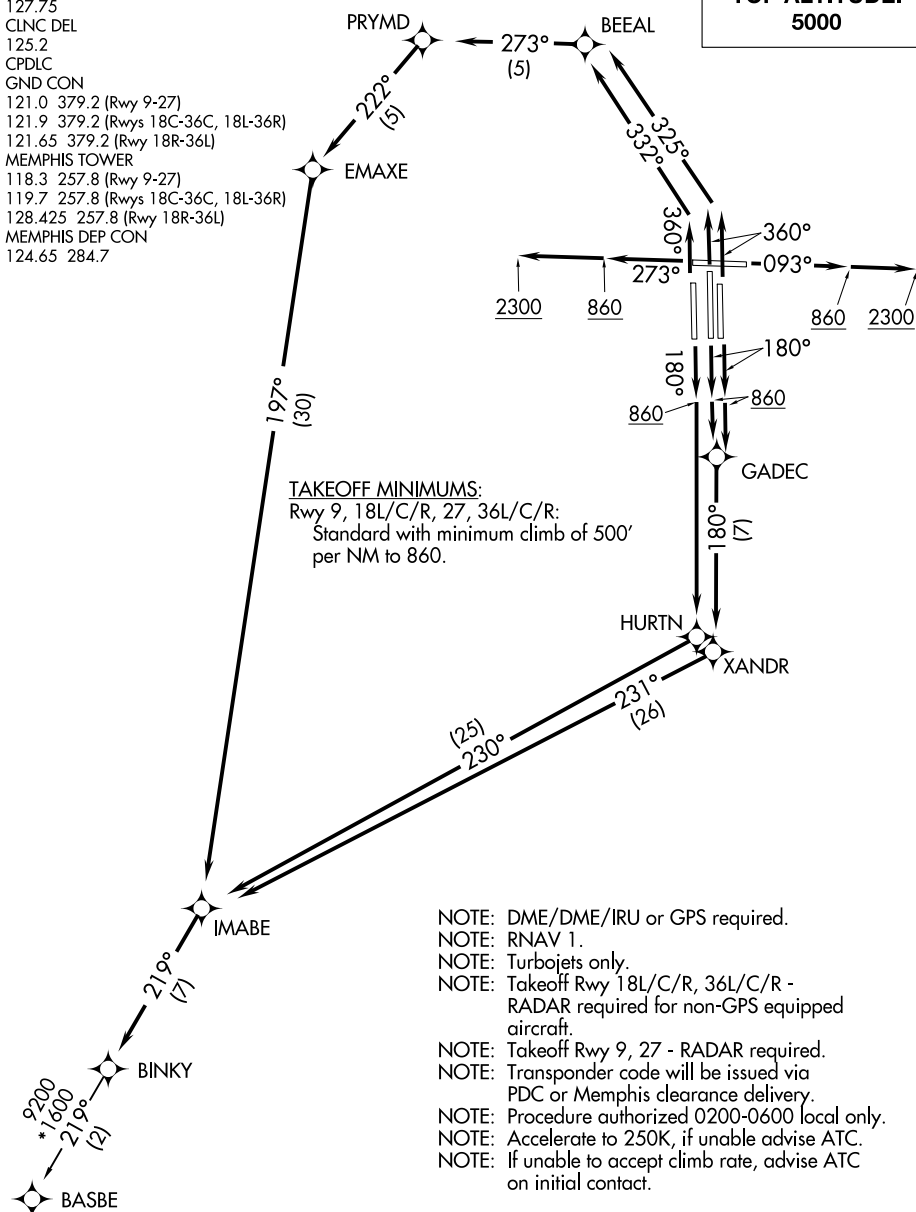 127.75
CLNC DEL
125.2
CPDLC
GND CON
121.0 379.2 (Rwy 9-27)
121.9 379.2 (Rwys 18C-36C, 18L-36R)
121.65 379.2 (Rwy 18R-36L)
MEMPHIS TOWER
118.3 257.8 (Rwy 9-27)
119.7 257.8 (Rwys 18C-36C, 18L-36R)
128.425 257.8 (Rwy 18R-36L)
MEMPHIS DEP CON
124.65 284.7
TOP ALTITUDE:
5000
PRYMD
273°
(5)
BEEAL
222°
(5)
EMAXE
332°
325°
360°
360°
273°
093°
2300
860
860
2300
180°
180°
860
860
GADEC
197°
(30)
TAKEOFF MINIMUMS:
Rwy 9, 18L/C/R, 27, 36L/C/R:
Standard with minimum climb of 500'
per NM to 860.
180°
(7)
HURTN
XANDR
231°
(26)
(25)
230°
IMABE
219°
(7)
BINKY
9200
*1600
219°
(2)
BASBE
NOTE: DME/DME/IRU or GPS required.
NOTE: RNAV 1.
NOTE: Turbojets only.
NOTE: Takeoff Rwy 18L/C/R, 36L/C/R -
RADAR required for non-GPS equipped
aircraft.
NOTE: Takeoff Rwy 9, 27 - RADAR required.
NOTE: Transponder code will be issued via
PDC or Memphis clearance delivery.
NOTE: Procedure authorized 0200-0600 local only.
NOTE: Accelerate to 250K, if unable advise ATC.
NOTE: If unable to accept climb rate, advise ATC
on initial contact.